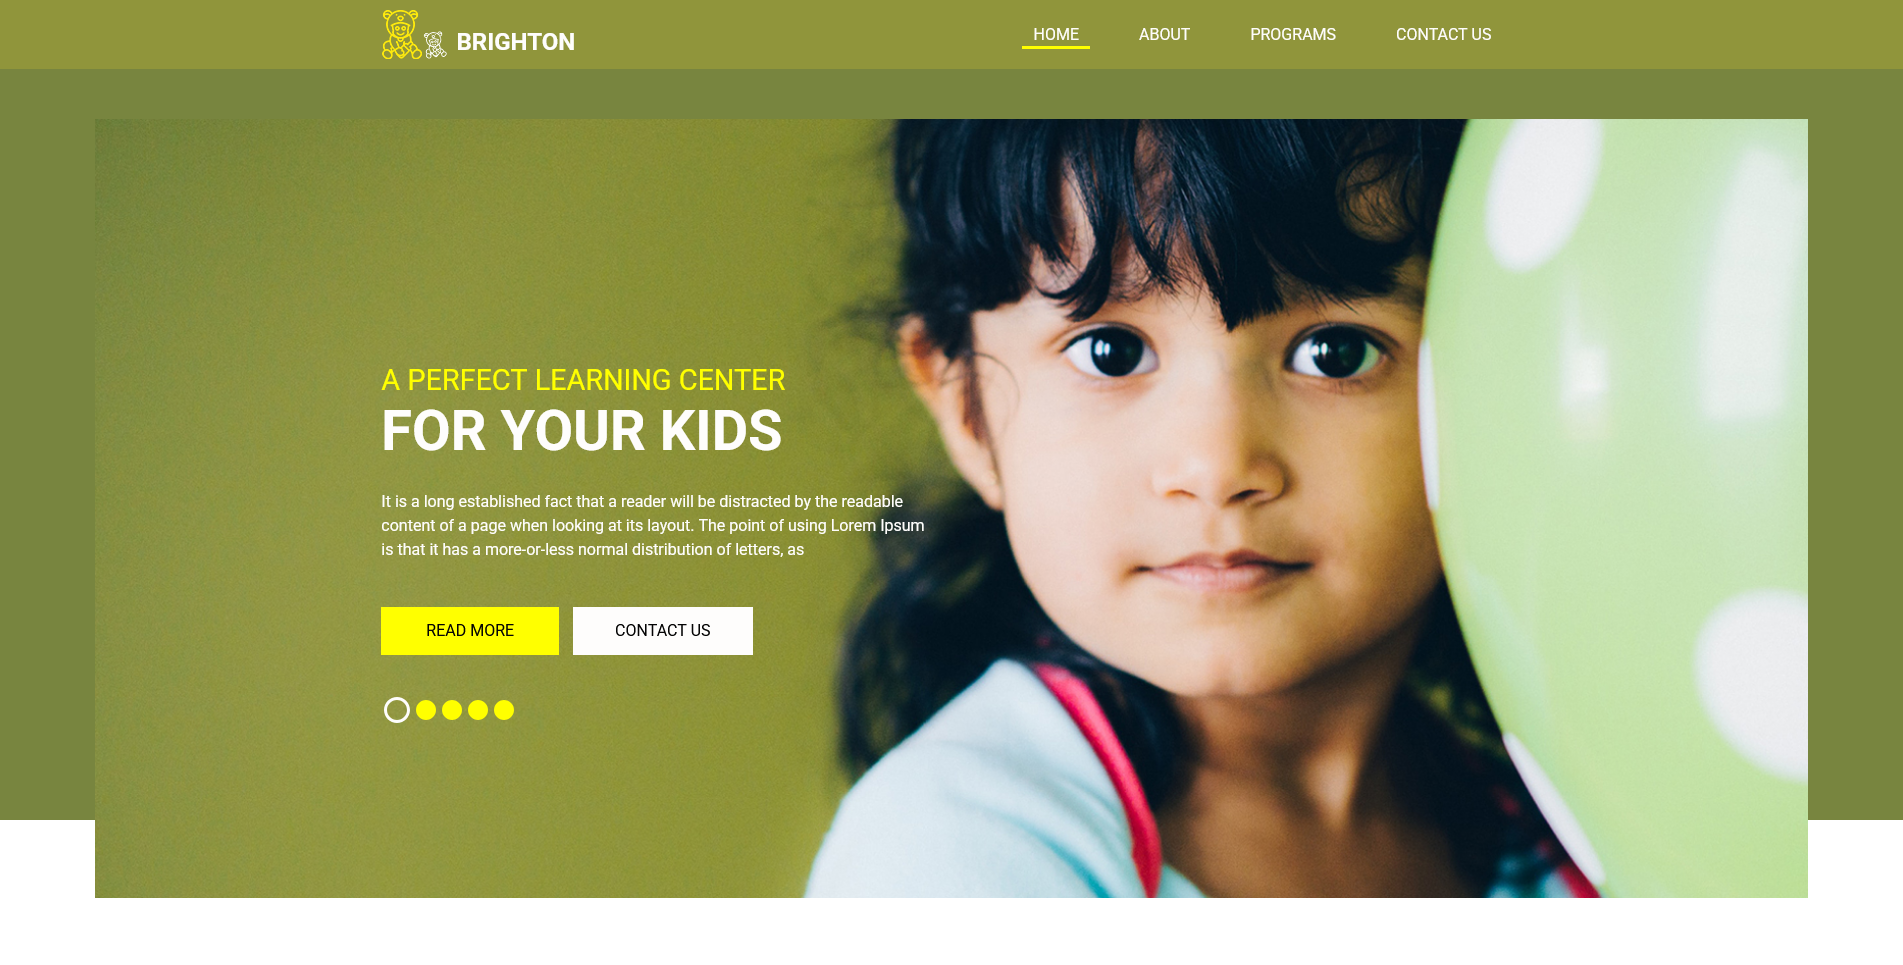 BRIGHTON
HOME
ABOUT
PROGRAMS
CONTACT US
A PERFECT LEARNING CENTER
FOR YOUR KIDS
It is a long established fact that a reader will be distracted by the readable
content of a page when looking at its layout. The point of using Lorem Ipsum
is that it has a more-or-less normal distribution of letters, as
READ MORE
CONTACT US